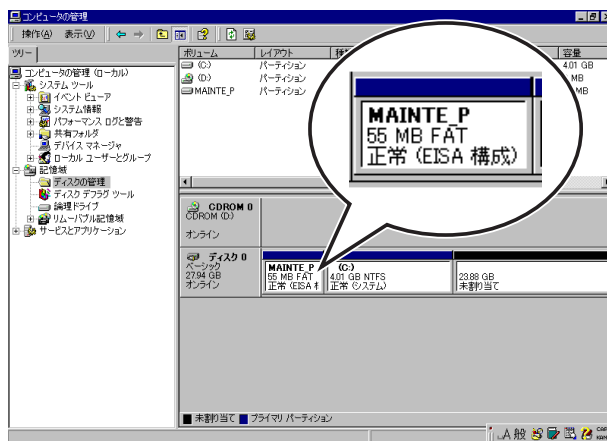 コンピュータの管理
操作(A) 表示(V)
ツリー
コンピュータの管理 (ローカル)
システム ツール
イベント ビューア
システム情報
パフォーマンス ログと警告
共有フォルダ
デバイス マネージャ
ローカル ユーザーとグループ
記憶域
ディスクの管理
ディスク デフラグ ツール
論理ドライブ
リムーバブル記憶域
サービスとアプリケーション
ボリューム レイアウト 容量
(C:) パーティション 4.01 GB
(D:) パーティション MB
MAINTE_P パーティション MB
MAINTE_P
55 MB FAT
正常 (EISA 構成)
CDROM 0
CDROM (D:)
オンライン
ディスク 0
ベーシック
27.94 GB
オンライン
MAINTE_P
55 MB FAT
正常 (EISA
(C:)
4.01 GB NTFS
正常 (システム)
23.88 GB
未割り当て
未割り当て プライマリ パーティション
A 般
CAP